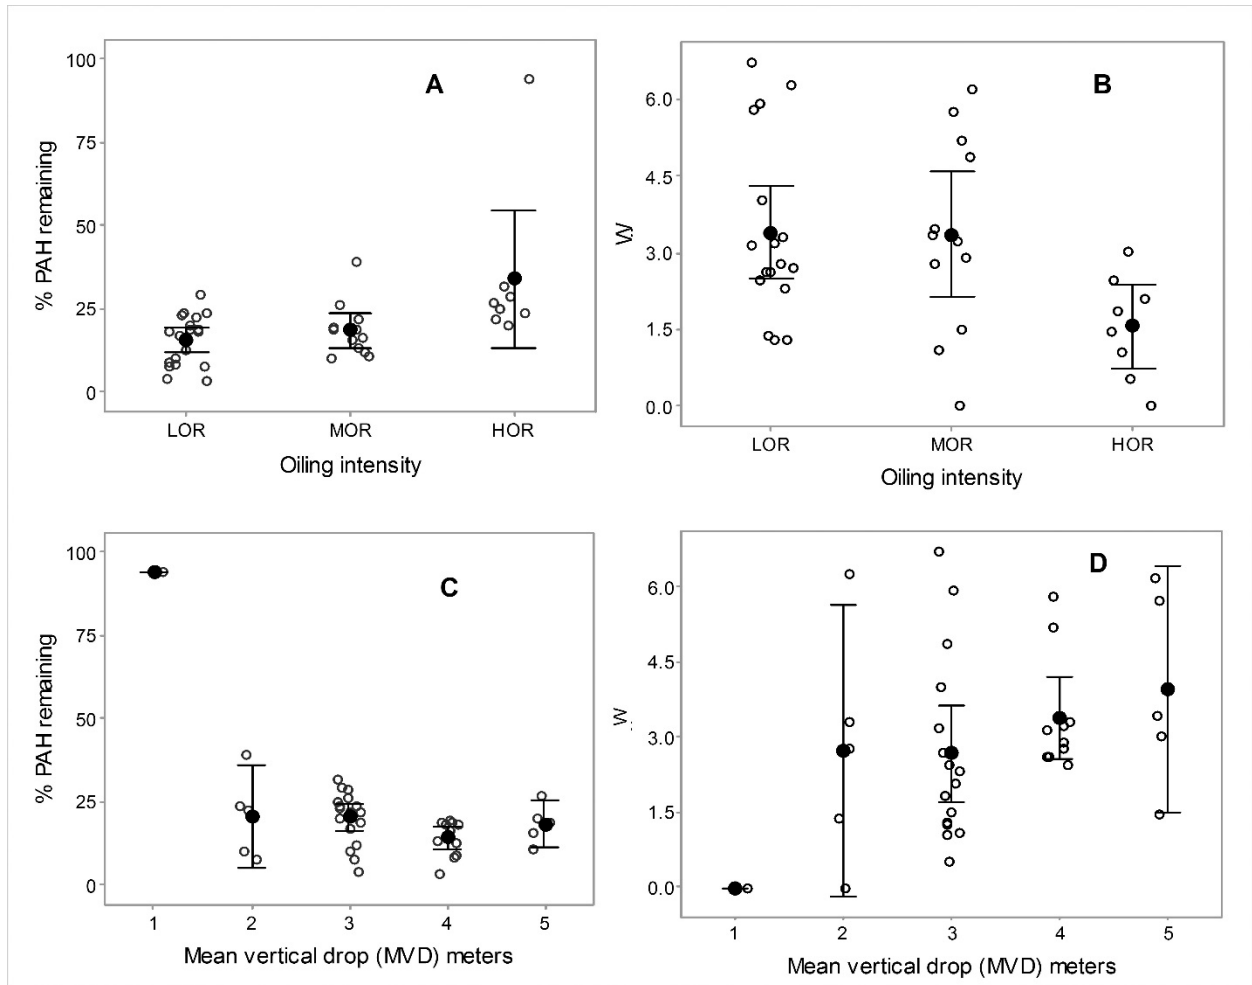 A
100
75
50
25
0
% PAH remaining
LOR MOR HOR
Oiling intensity
B
6.0
4.5
3.0
1.5
0.0
LOR MOR HOR
Oiling intensity
C
100
75
50
25
0
% PAH remaining
1 2 3 4 5
Mean vertical drop (MVD) meters
D
6.0
4.5
3.0
1.5
0.0
W
1 2 3 4 5
Mean vertical drop (MVD) meters